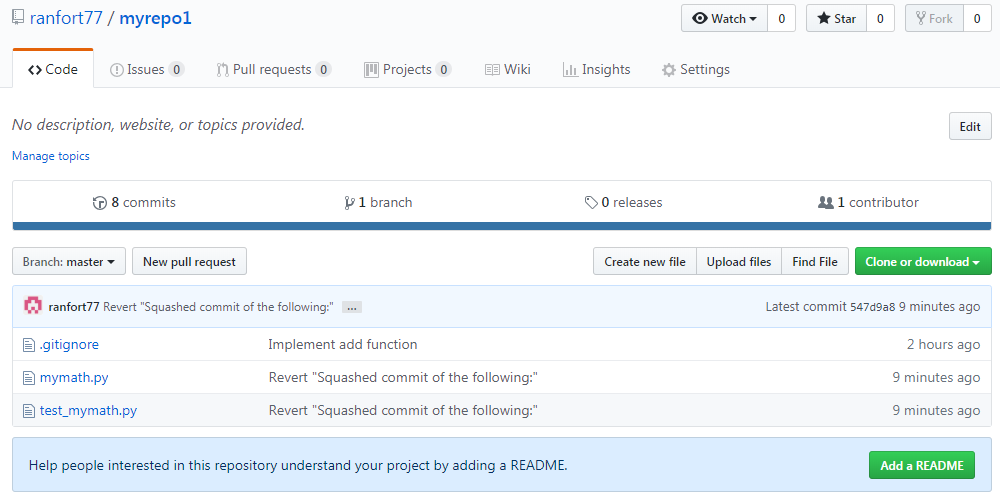 ranfort77 / myrepo1 Watch 0 Star 0 Fork 0
Code Issues 0 Pull requests 0 Projects 0 Wiki Insights Settings
No description, website, or topics provided. Edit
Manage topics
8 commits 1 branch 0 releases 1 contributor
Branch: master New pull request Create new file Upload files Find File Clone or download
ranfort77 Revert "Squashed commit of the following:" ... Latest commit 547d9a8 9 minutes ago
.gitignore Implement add function 2 hours ago
mymath.py Revert "Squashed commit of the following:" 9 minutes ago
test_mymath.py Revert "Squashed commit of the following:" 9 minutes ago
Help people interested in this repository understand your project by adding a README. Add a README